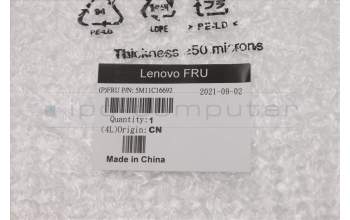 PE-LD
LDPE
> PE-LD <
Thickness ≥50 microns
Lenovo FRU
(P)FRU P/N: 5M11C16692
2021-09-02
Quantity:1
(4L)Origin: CN
Made in China